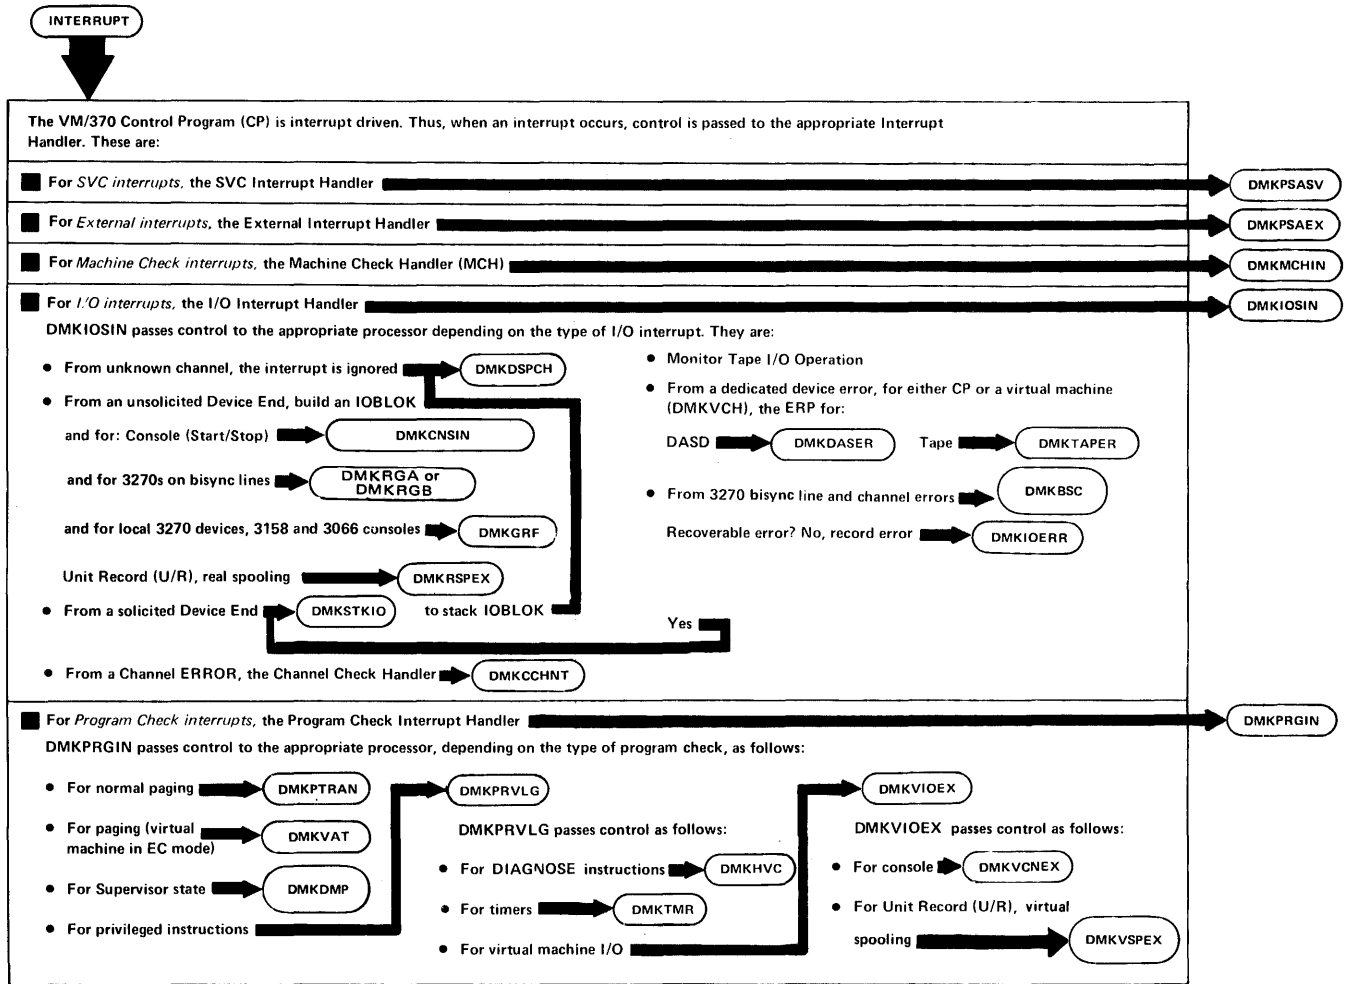 INTERRUPT
The VM/370 Control Program (CP) is interrupt driven. Thus, when an interrupt occurs, control is passed to the appropriate Interrupt
Handler. These are:
For SVC interrupts, the SVC Interrupt Handler
DMKPSASV
For External interrupts, the External Interrupt Handler
DMKPSAEX
For Machine Check interrupts, the Machine Check Handler (MCH)
DMKMCHIN
For I/O interrupts, the I/O Interrupt Handler
DMKIOSIN
DMKIOSIN passes control to the appropriate processor depending on the type of I/O interrupt. They are:
• From unknown channel, the interrupt is ignored
DMKDSPCH
• From an unsolicited Device End, build an IOBLOK
and for: Console (Start/Stop)
DMKCNSIN
and for 3270s on bisync lines
DMKRGA or
DMKRGB
and for local 3270 devices, 3158 and 3066 consoles
DMKGRF
Unit Record (U/R), real spooling
DMKRSPEX
• From a solicited Device End
DMKSTKIO
to stack IOBLOK
• From a Channel ERROR, the Channel Check Handler
DMKCCHNT
• Monitor Tape I/O Operation
• From a dedicated device error, for either CP or a virtual machine
(DMKVCH), the ERP for:
DASD
DMKDASER
Tape
DMKTAPER
• From 3270 bisync line and channel errors
DMKBSC
Recoverable error? No, record error
DMKIOERR
Yes
For Program Check interrupts, the Program Check Interrupt Handler
DMKPRGIN
DMKPRGIN passes control to the appropriate processor, depending on the type of program check, as follows:
• For normal paging
DMKPTRAN
• For paging (virtual
machine in EC mode)
DMKVAT
• For Supervisor state
DMKDMP
• For privileged instructions
DMKPRVLG
DMKPRVLG passes control as follows:
• For DIAGNOSE instructions
DMKHVC
• For timers
DMKTMR
• For virtual machine I/O
DMKVIOEX
DMKVIOEX passes control as follows:
• For console
DMKVCNEX
• For Unit Record (U/R), virtual
spooling
DMKVSPEX